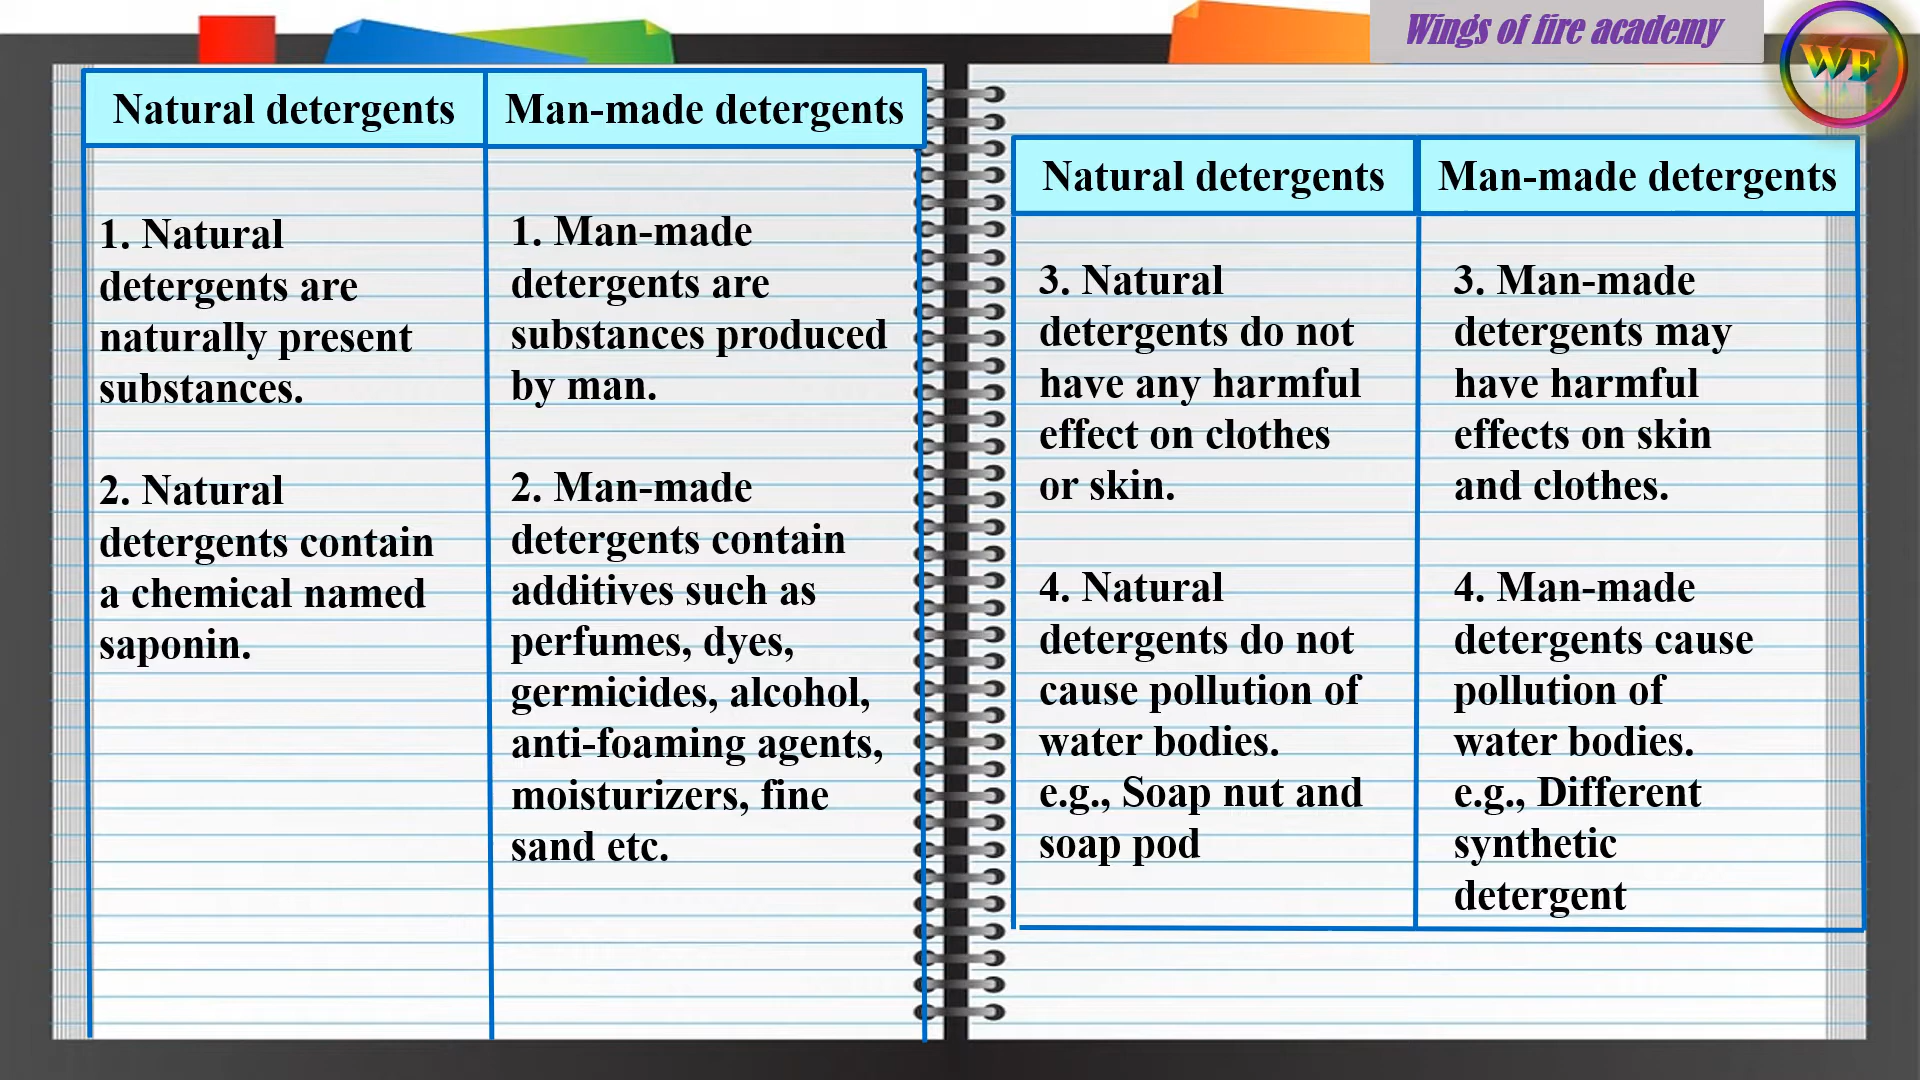 Wings of fire academy
WF
Natural detergents
Man-made detergents
1. Natural
detergents are
naturally present
substances.
2. Natural
detergents contain
a chemical named
saponin.
1. Man-made
detergents are
substances produced
by man.
2. Man-made
detergents contain
additives such as
perfumes, dyes,
germicides, alcohol,
anti-foaming agents,
moisturizers, fine
sand etc.
Natural detergents
Man-made detergents
3. Natural
detergents do not
have any harmful
effect on clothes
or skin.
4. Natural
detergents do not
cause pollution of
water bodies.
e.g., Soap nut and
soap pod
3. Man-made
detergents may
have harmful
effects on skin
and clothes.
4. Man-made
detergents cause
pollution of
water bodies.
e.g., Different
synthetic
detergent